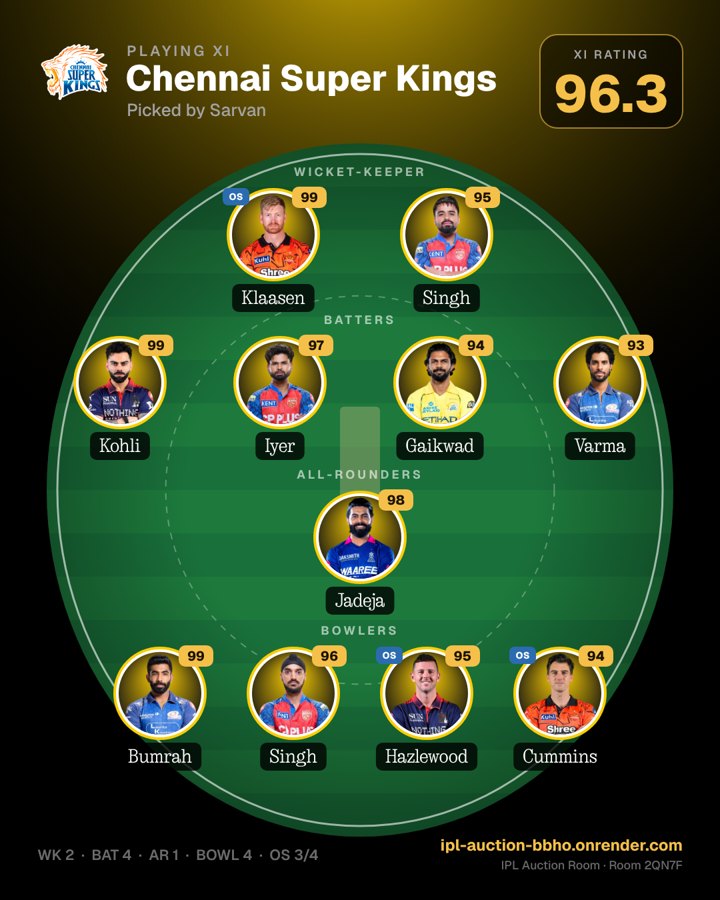 PLAYING XI
Chennai Super Kings
Picked by Sarvan
CHENNAI
SUPER
KINGS
XI RATING
96.3
WICKET-KEEPER
OS 99 95
Klaasen Singh
BATTERS
99 97 94 93
Kohli Iyer Gaikwad Varma
ALL-ROUNDERS
98
Jadeja
BOWLERS
99 96 OS 95 OS 94
Bumrah Singh Hazlewood Cummins
WK 2 · BAT 4 · AR 1 · BOWL 4 · OS 3/4
ipl-auction-bbho.onrender.com
IPL Auction Room · Room 2QN7F